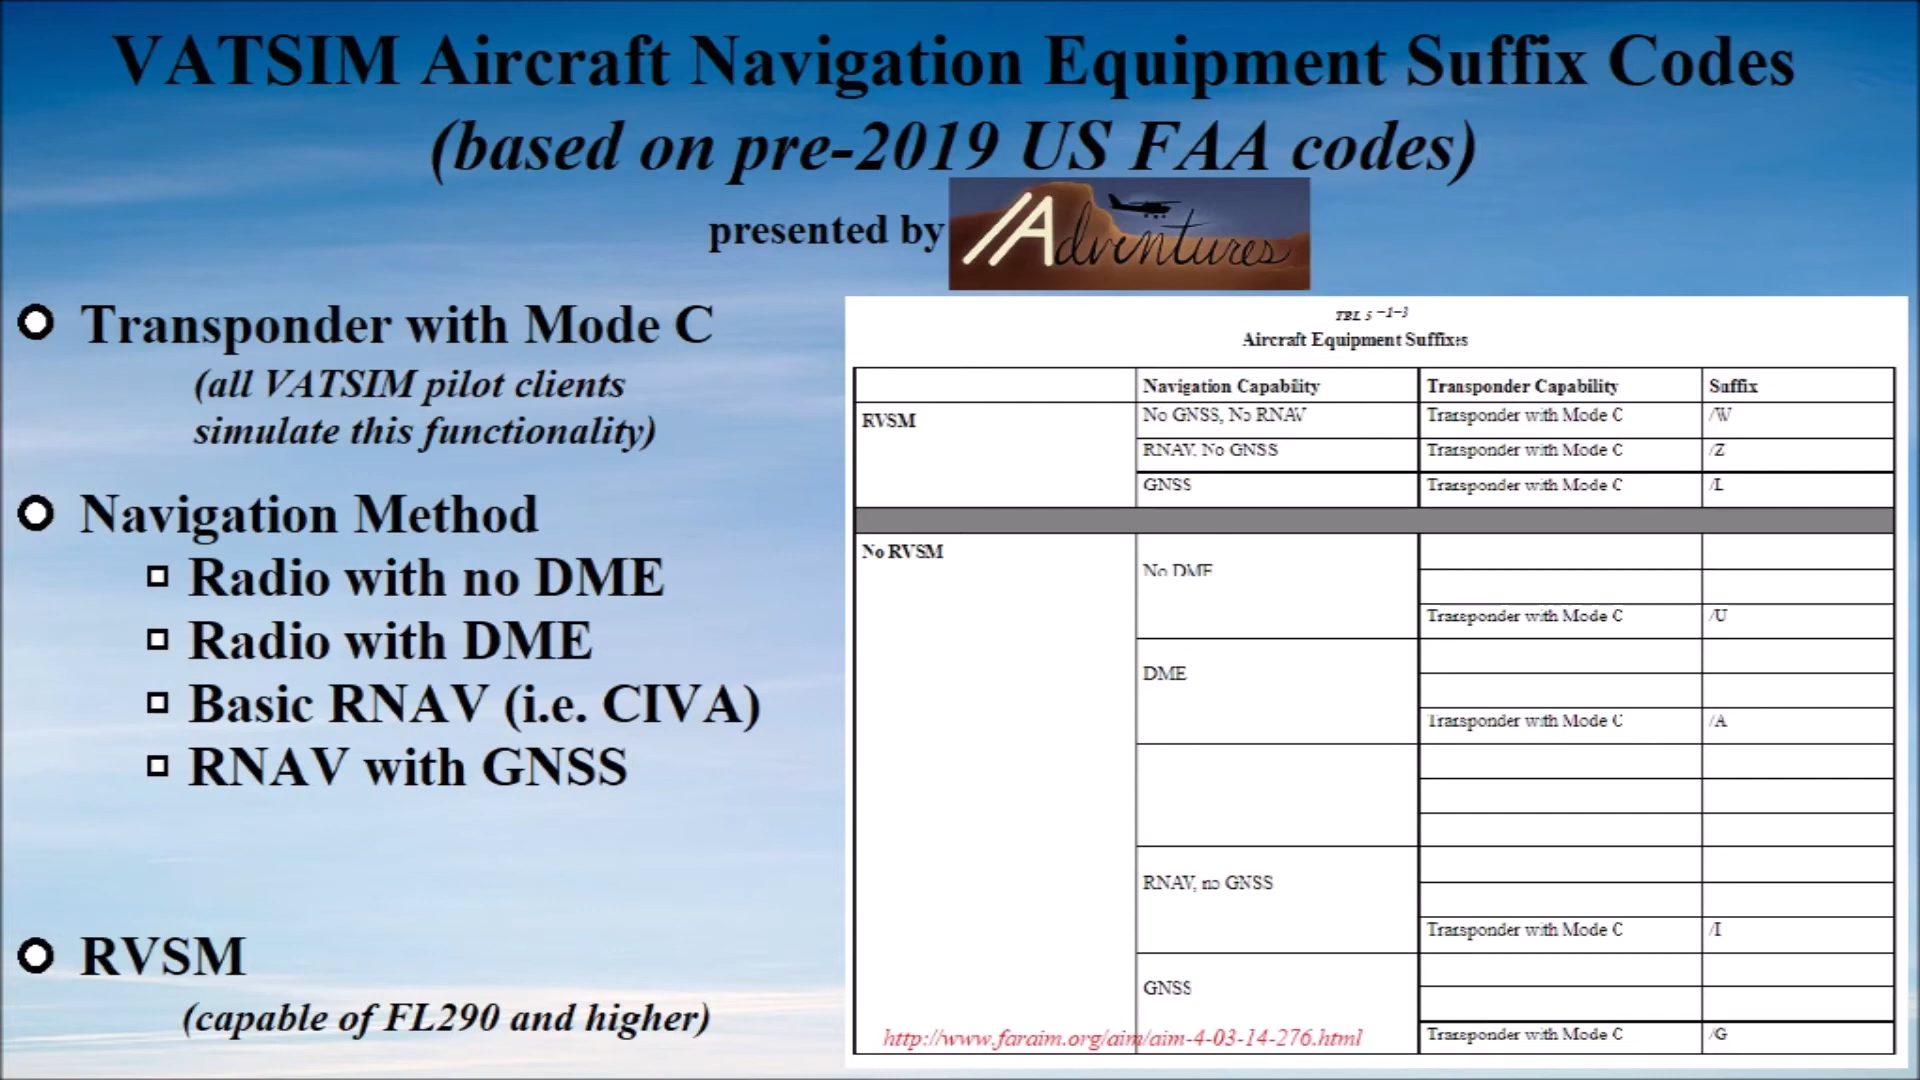 VATSIM Aircraft Navigation Equipment Suffix Codes
(based on pre-2019 US FAA codes)
presented by //Adventures
Transponder with Mode C
(all VATSIM pilot clients
simulate this functionality)
Navigation Method
Radio with no DME
Radio with DME
Basic RNAV (i.e. CIVA)
RNAV with GNSS
RVSM
(capable of FL290 and higher)
TBL 5-1-3
Aircraft Equipment Suffixes
Navigation Capability Transponder Capability Suffix
RVSM No GNSS, No RNAV Transponder with Mode C /W
RNAV, No GNSS Transponder with Mode C /Z
GNSS Transponder with Mode C /L
No RVSM
No DME
Transponder with Mode C /U
DME
Transponder with Mode C /A
RNAV, no GNSS
Transponder with Mode C /I
GNSS
Transponder with Mode C /G
http://www.faraim.org/aim/aim-4-03-14-276.html